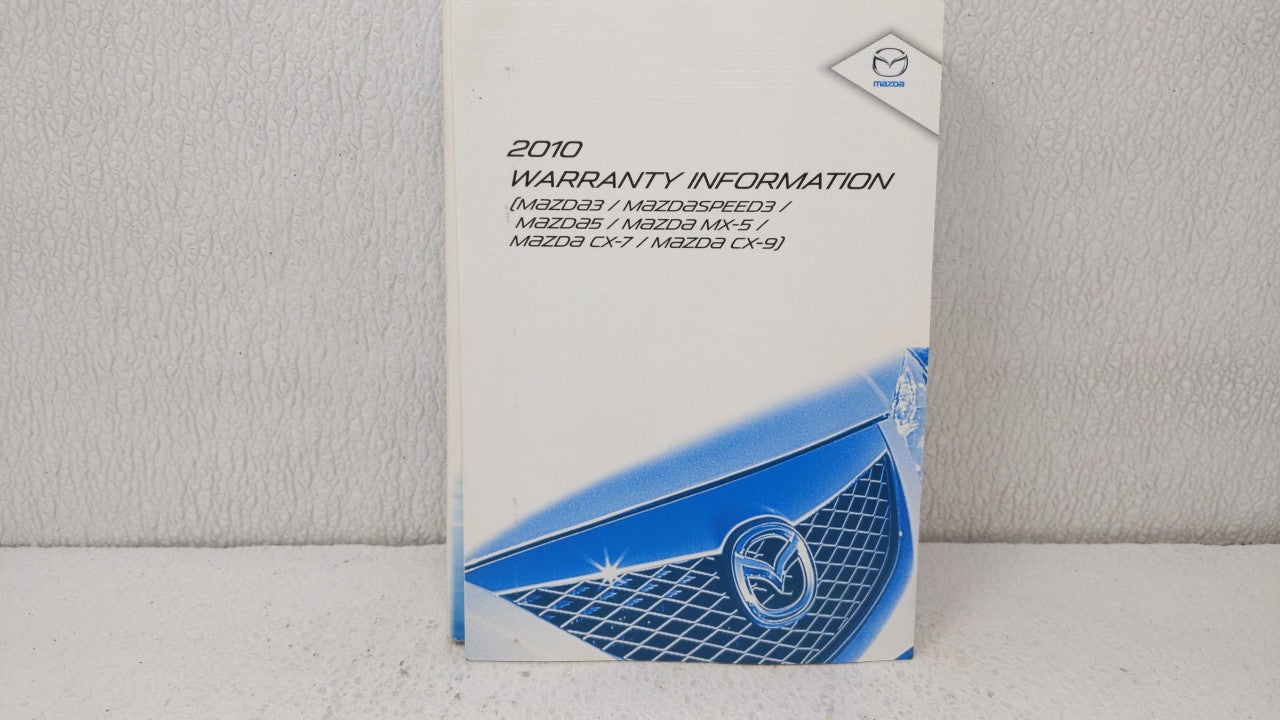 mazda
2010
WARRANTY INFORMATION
(MAZDA3 / MAZDASPEED3 /
MAZDA5 / MAZDA MX-5 /
MAZDA CX-7 / MAZDA CX-9)